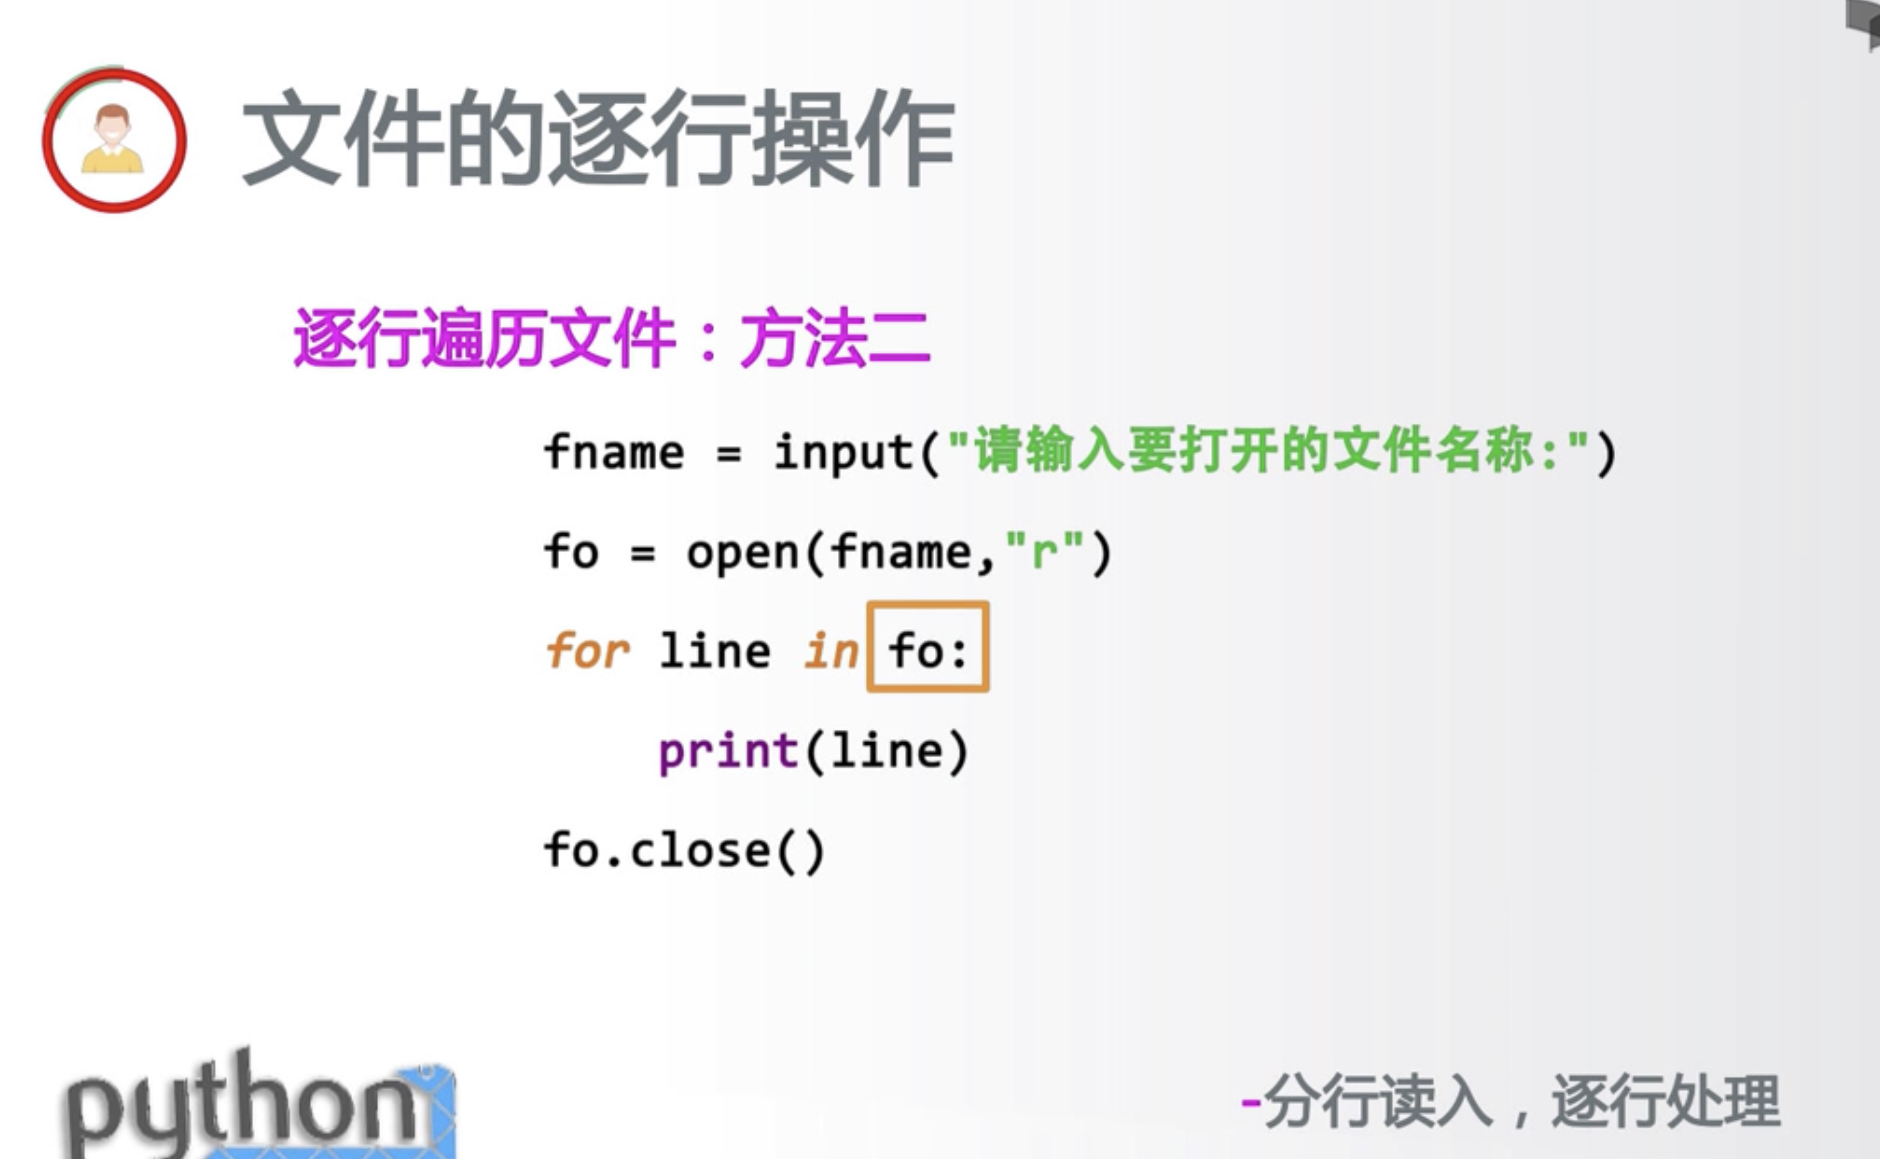 文件的逐行操作
逐行遍历文件：方法二
fname = input("请输入要打开的文件名称:")
fo = open(fname,"r")
for line in fo:
    print(line)
fo.close()
python
-分行读入，逐行处理